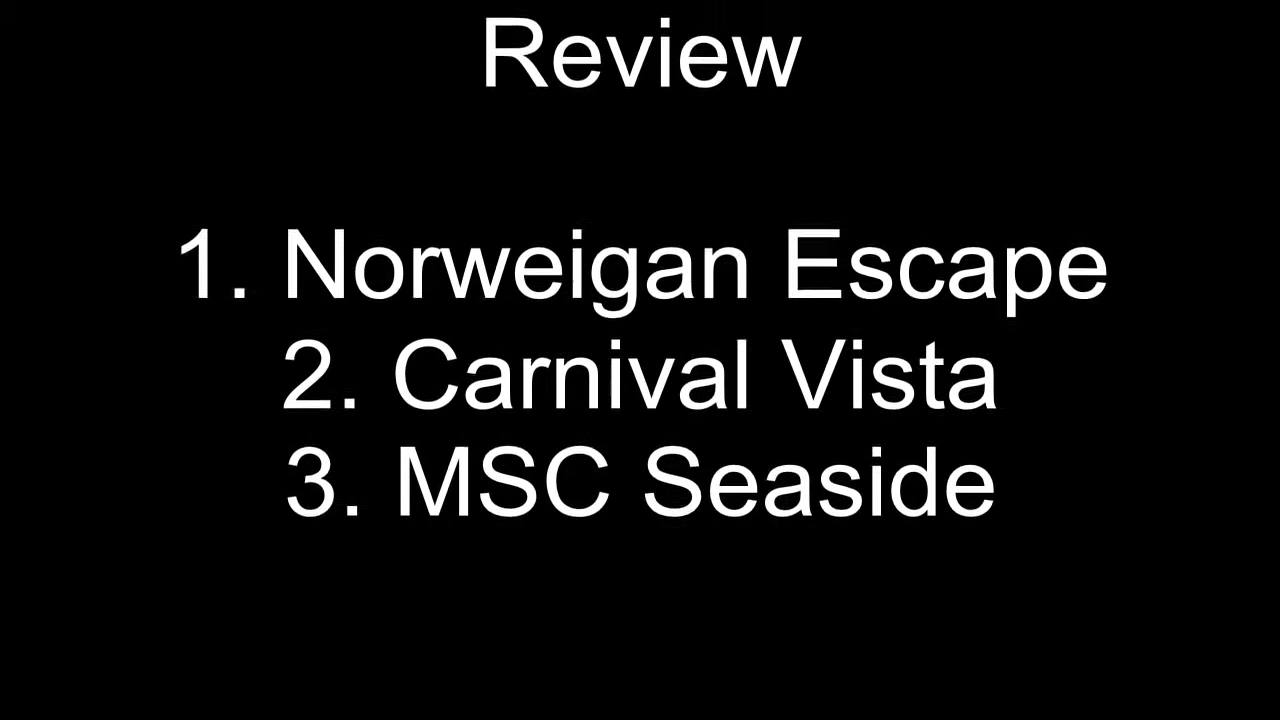 Review
1. Norweigan Escape
2. Carnival Vista
3. MSC Seaside